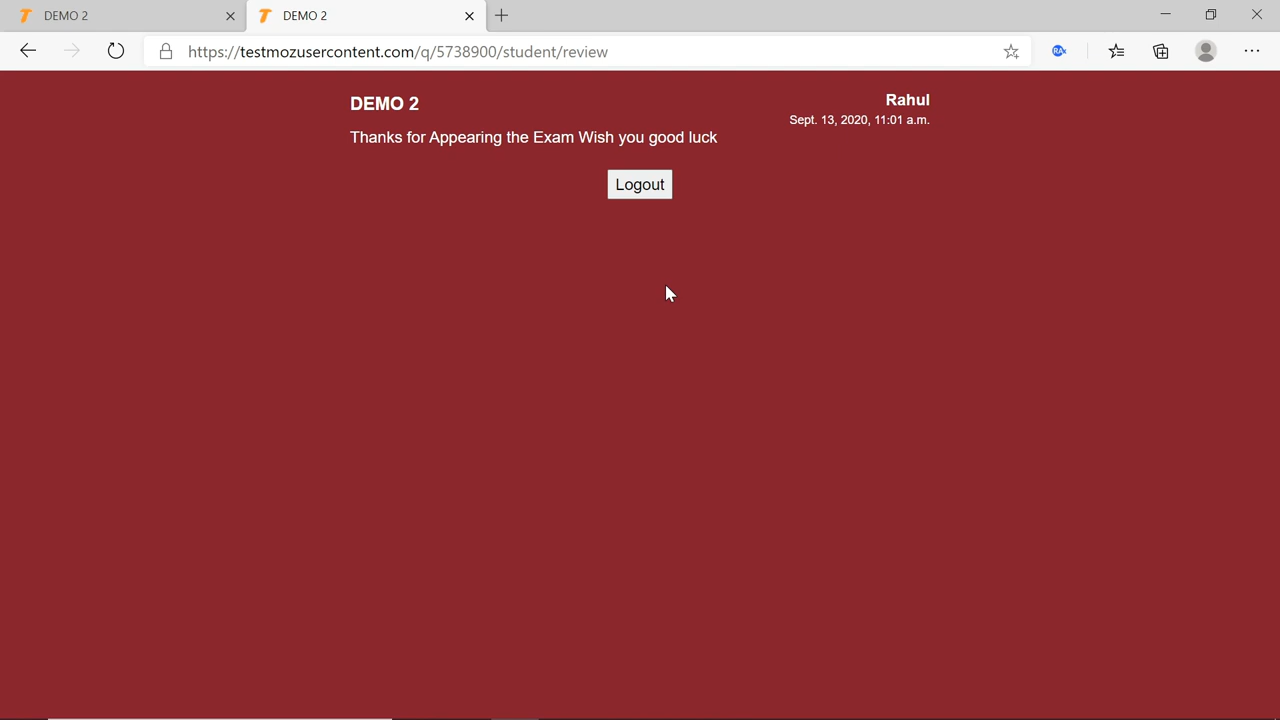 DEMO 2
DEMO 2
https://testmozusercontent.com/q/5738900/student/review
DEMO 2
Rahul
Sept. 13, 2020, 11:01 a.m.
Thanks for Appearing the Exam Wish you good luck
Logout